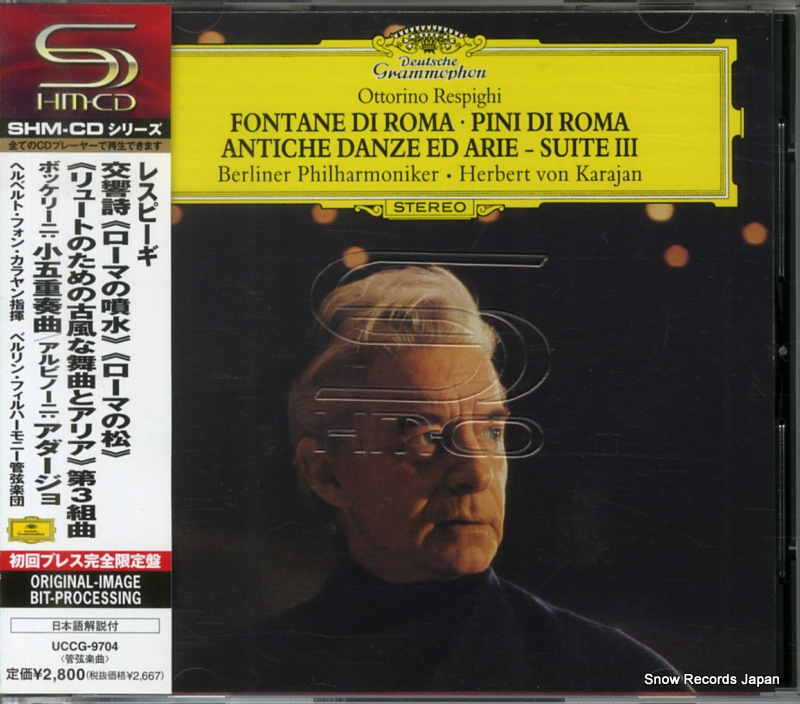 SHM-CD
SHM-CD シリーズ
全てのCDプレーヤーで再生できます
レスピーギ
交響詩《ローマの噴水》《ローマの松》
《リュートのための古風な舞曲とアリア》第3組曲
ボッケリーニ:小五重奏曲/アルビノーニ:アダージョ
ヘルベルト・フォン・カラヤン指揮 ベルリン・フィルハーモニー管弦楽団
Deutsche
Grammophon
初回プレス完全限定盤
ORIGINAL-IMAGE
BIT-PROCESSING
日本語解説付
UCCG-9704
〈管弦楽曲〉
定価¥2,800(税抜価格¥2,667)
Deutsche
Grammophon
Ottorino Respighi
FONTANE DI ROMA · PINI DI ROMA
ANTICHE DANZE ED ARIE – SUITE III
Berliner Philharmoniker • Herbert von Karajan
STEREO
SHM-CD
Snow Records Japan